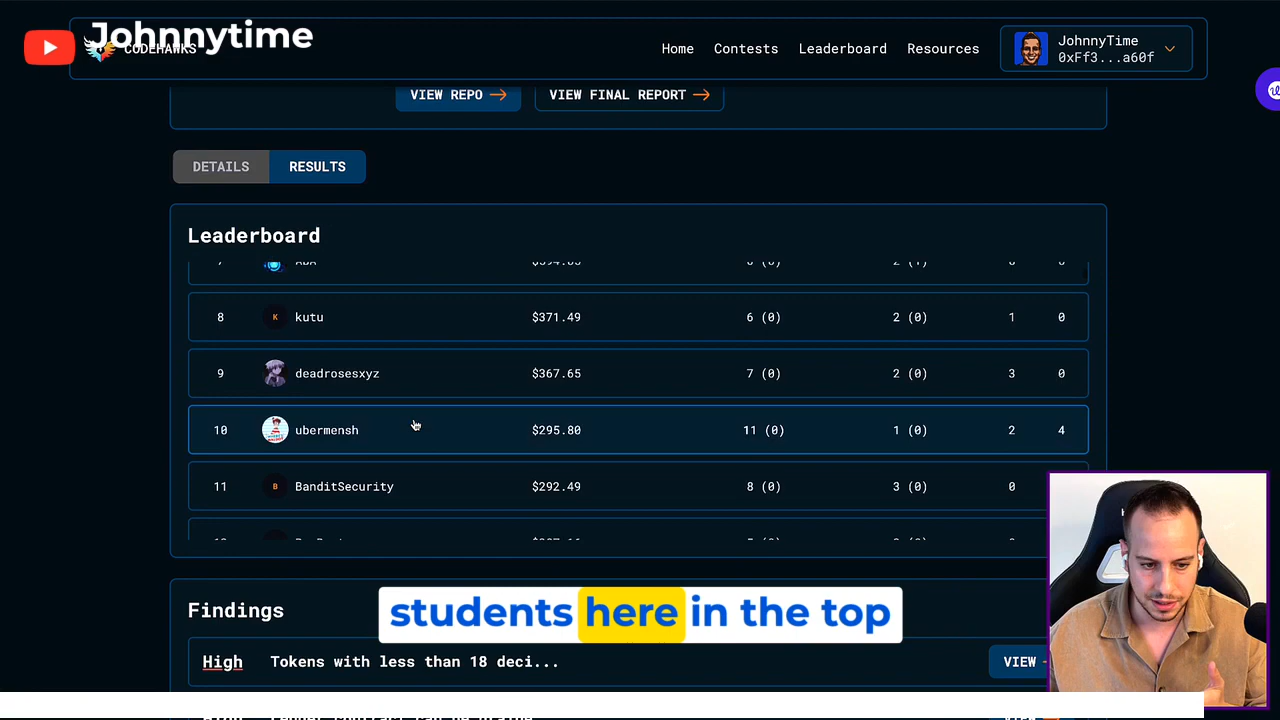 Johnnytime
CODEHAWKS
Home Contests Leaderboard Resources
JohnnyTime
0xFf3...a60f
VIEW REPO → VIEW FINAL REPORT →
DETAILS RESULTS
Leaderboard
8 K kutu $371.49 6 (0) 2 (0) 1 0
9 deadrosesxyz $367.65 7 (0) 2 (0) 3 0
10 ubermensh $295.80 11 (0) 1 (0) 2 4
11 B BanditSecurity $292.49 8 (0) 3 (0) 0
Findings
students here in the top
High Tokens with less than 18 deci... VIEW